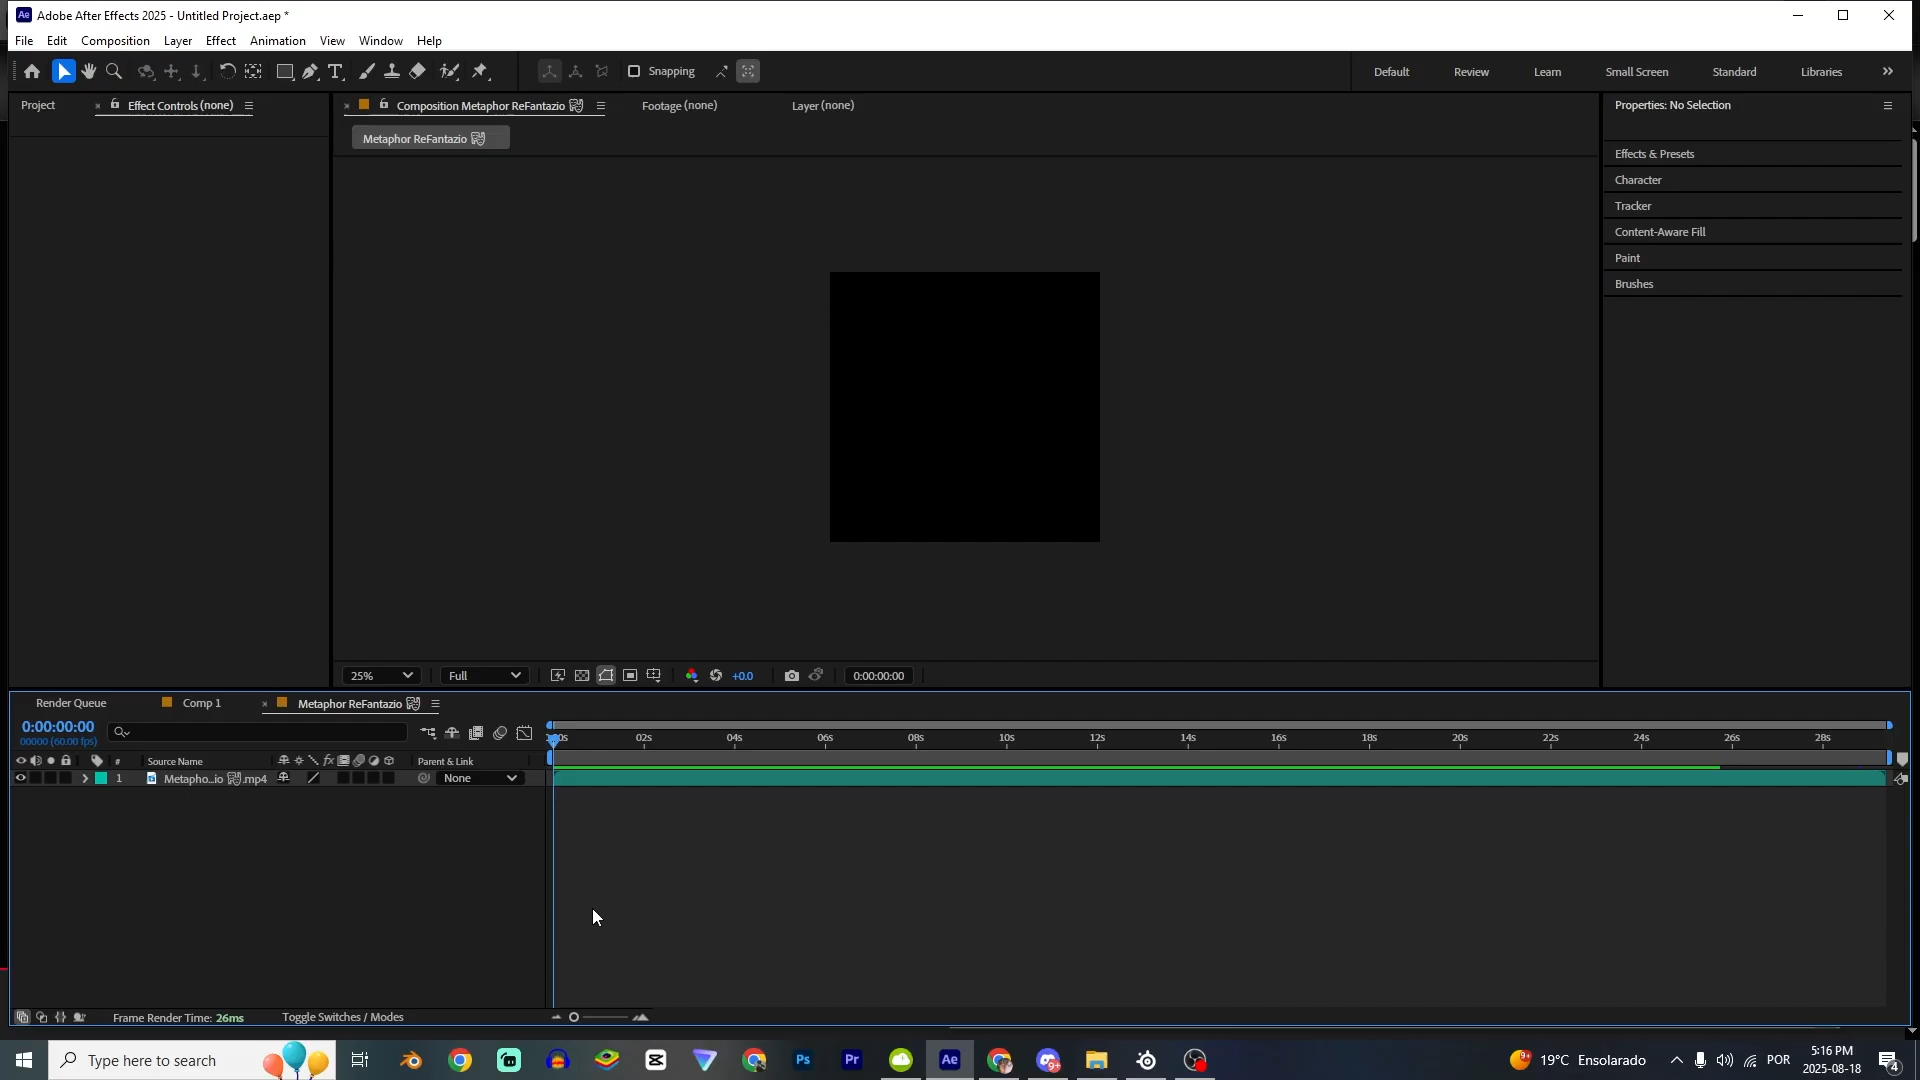 Adobe After Effects 2025 - Untitled Project.aep *
File Edit Composition Layer Effect Animation View Window Help
Snapping
Default Review Learn Small Screen Standard Libraries
Project Effect Controls (none)
Composition Metaphor ReFantazio 🎭 Footage (none) Layer (none)
Metaphor ReFantazio 🎭
Properties: No Selection
Effects & Presets
Character
Tracker
Content-Aware Fill
Paint
Brushes
25% Full +0.0 0:00:00:00
Render Queue Comp 1 Metaphor ReFantazio 🎭
0:00:00:00
00000 (60.00 fps)
02s 04s 06s 08s 10s 12s 14s 16s 18s 20s 22s 24s 26s 28s
# Source Name fx Parent & Link
1 Metapho...io 🎭.mp4 None
Frame Render Time: 26ms Toggle Switches / Modes
Type here to search
Ps Pr Ae 9+
19°C Ensolarado
POR
5:16 PM
2025-08-18
4